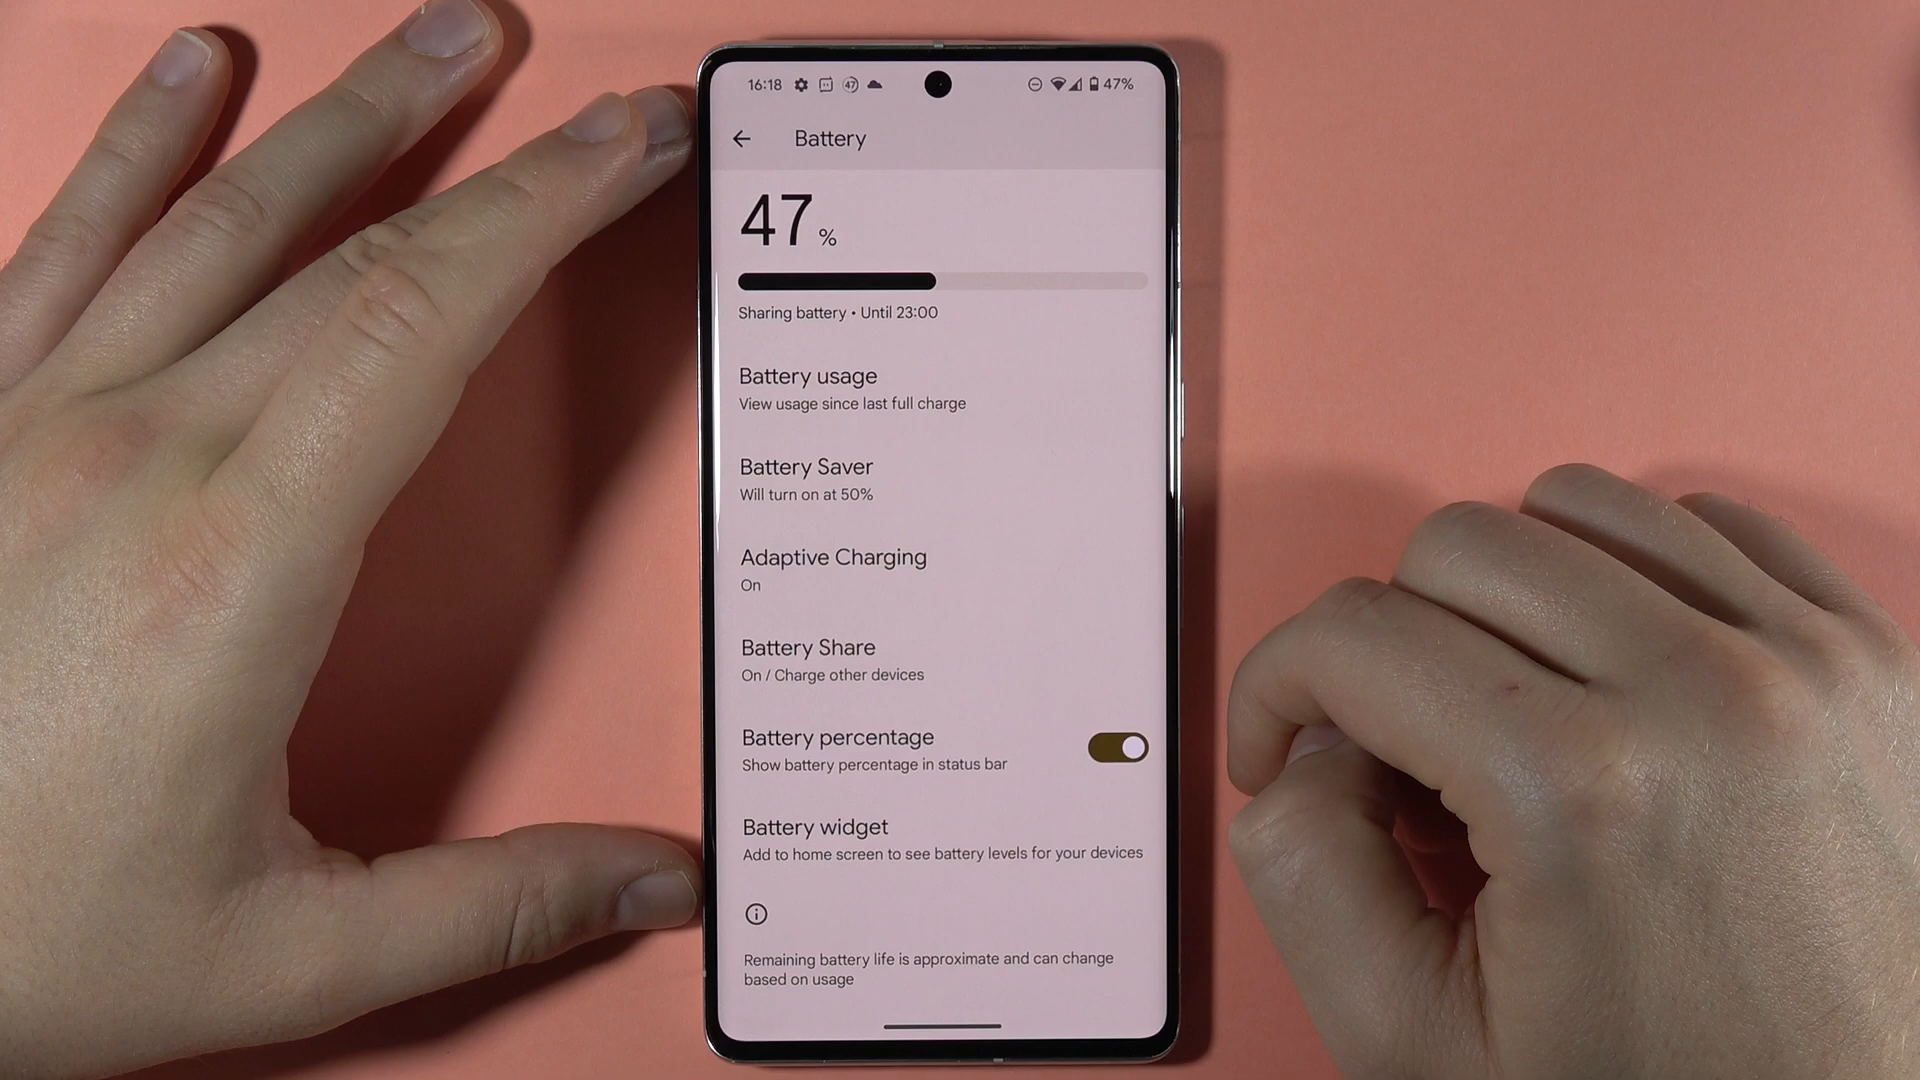 16:18 47 47%
Battery
47 %
Sharing battery • Until 23:00
Battery usage
View usage since last full charge
Battery Saver
Will turn on at 50%
Adaptive Charging
On
Battery Share
On / Charge other devices
Battery percentage
Show battery percentage in status bar
Battery widget
Add to home screen to see battery levels for your devices
Remaining battery life is approximate and can change
based on usage